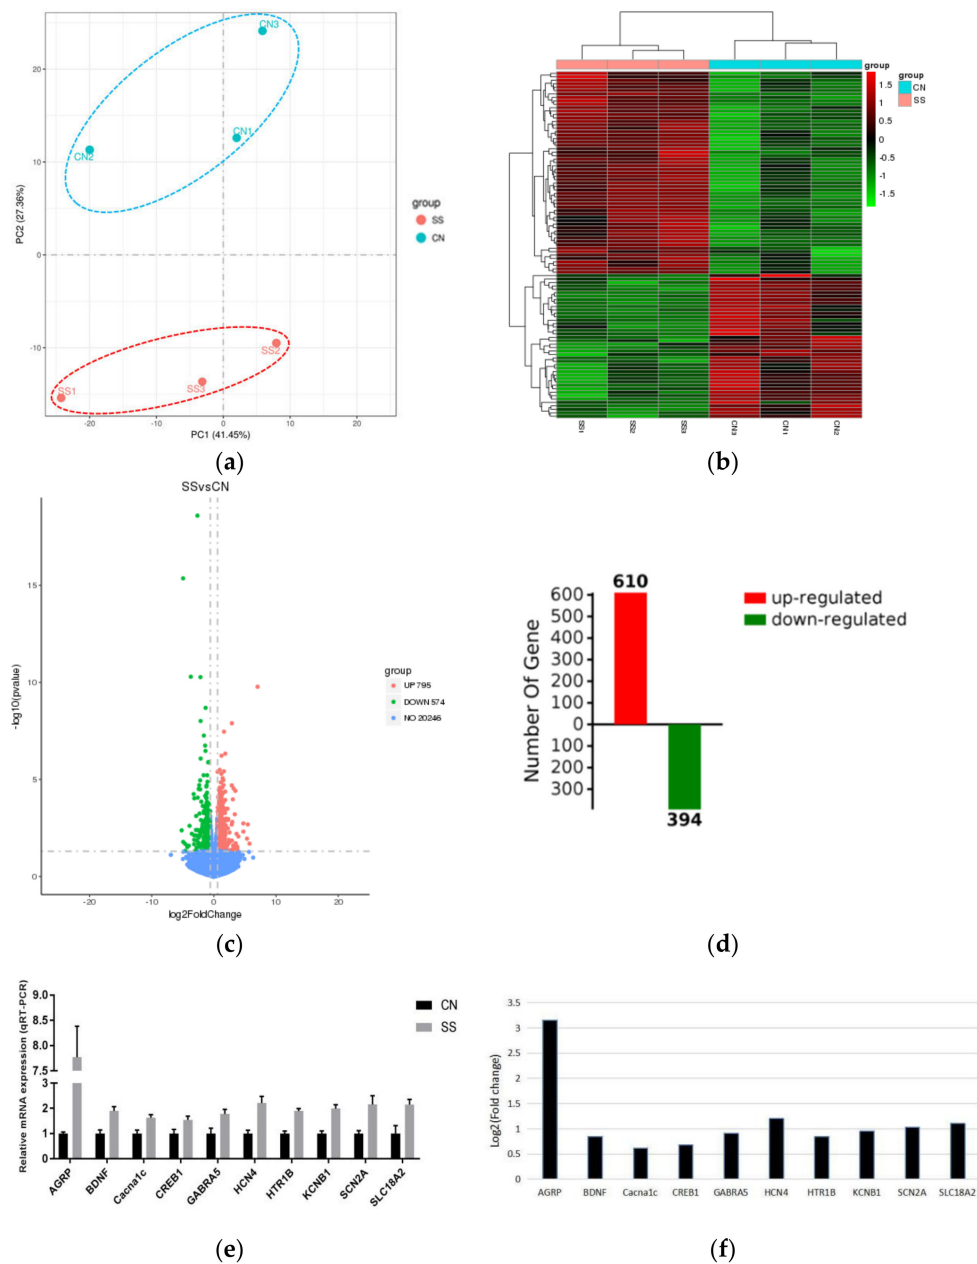 CN3
CN1
CN2
SS2
SS3
SS1
20
10
0
-10
-20
-10
0
10
20
PC2 (27.36%)
PC1 (41.45%)
group
SS
CN
(a)
group
1.5
1
0.5
0
-0.5
-1
-1.5
group
CN
SS
SS1
SS2
SS3
CN3
CN1
CN2
(b)
SSvsCN
15
10
5
0
-20
-10
0
10
20
-log10(pvalue)
log2FoldChange
group
UP 795
DOWN 574
NO 20246
(c)
610
600
500
400
300
200
100
0
100
200
300
394
Number Of Gene
up-regulated
down-regulated
(d)
9.0
8.5
8.0
7.5
3
2
1
0
Relative mRNA expression (qRT-PCR)
CN
SS
AGRP
BDNF
Cacna1c
CREB1
GABRA5
HCN4
HTR1B
KCNB1
SCN2A
SLC18A2
(e)
3.5
3
2.5
2
1.5
1
0.5
0
Log2(Fold change)
AGRP BDNF Cacna1c CREB1 GABRA5 HCN4 HTR1B KCNB1 SCN2A SLC18A2
(f)